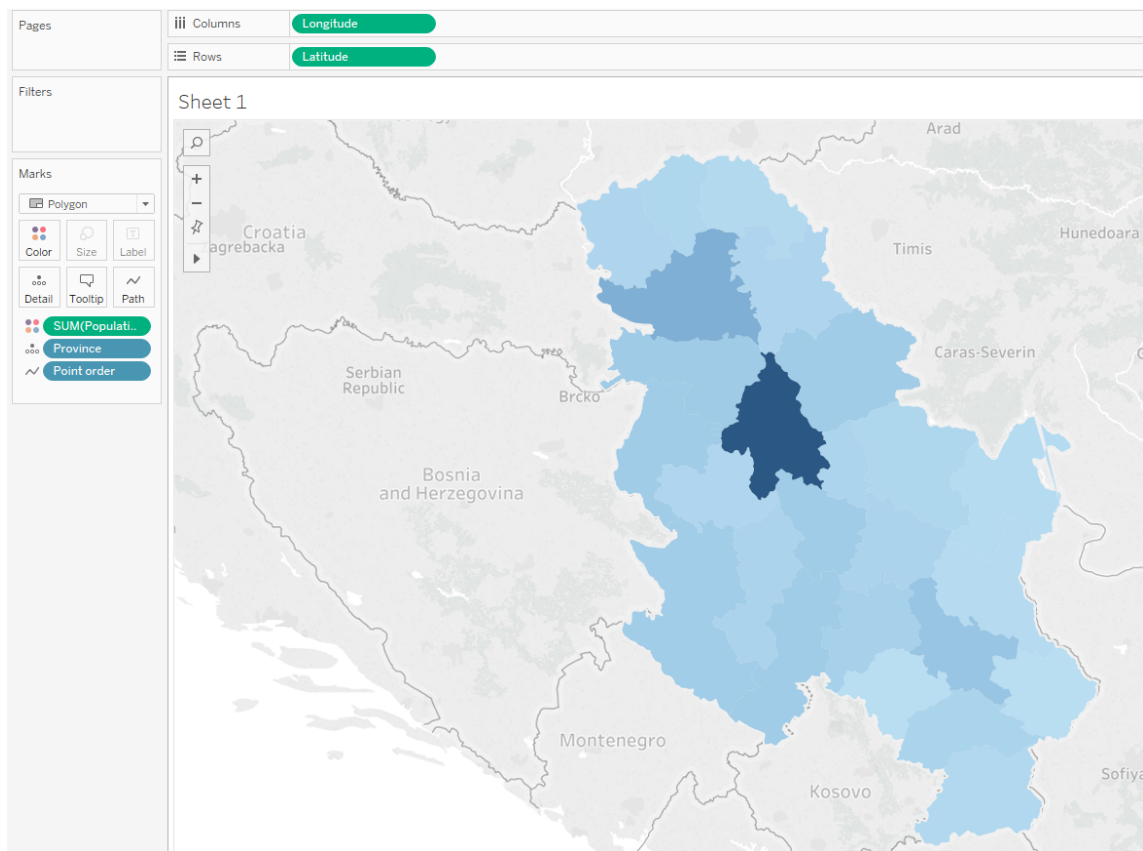 Pages
Columns
Longitude
Rows
Latitude
Filters
Sheet 1
Marks
Polygon
Color
Size
Label
Detail
Tooltip
Path
SUM(Populati..
Province
Point order
Arad
Croatia
Zagrebacka
Hunedoara
Timis
Caras-Severin
Serbian
Republic
Brcko
Bosnia
and Herzegovina
Montenegro
Kosovo
Sofiya